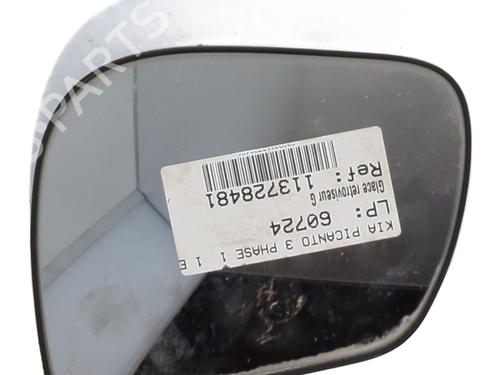 KIA PICANTO 3 PHASE 1 1 E
LP: 60724
Glace retroviseur G
Ref: 113728481
PARTS